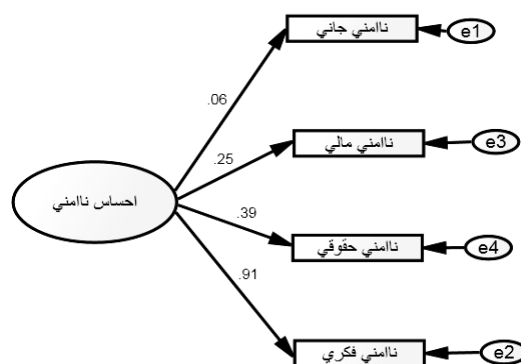 ناامني جاني
e1
.06
ناامني مالي
e3
.25
احساس ناامني
.39
ناامني حقوقي
e4
.91
ناامني فكري
e2